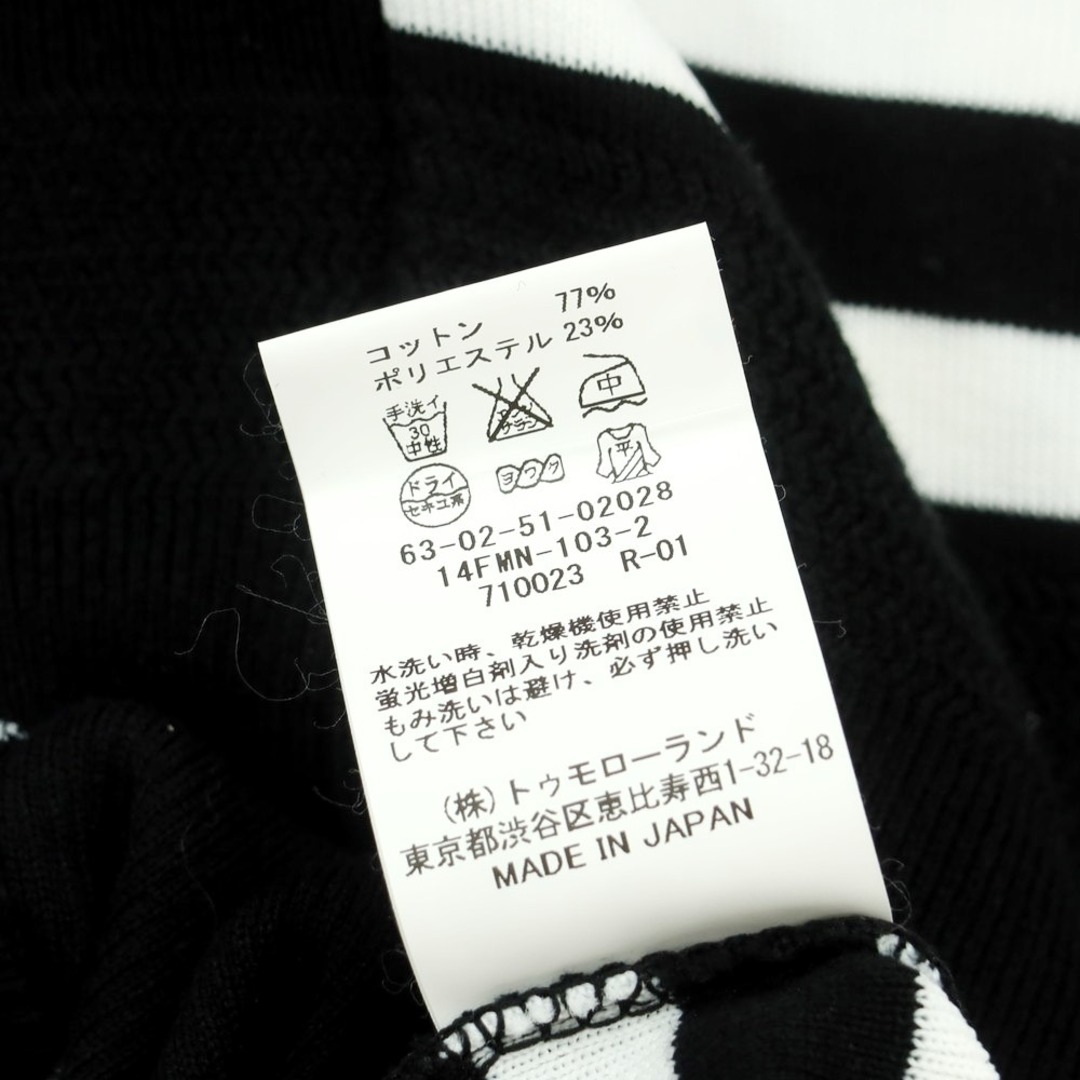 コットン 77%
ポリエステル 23%
手洗イ
30
中性
中
ドライ
セキユ系
ヨワク
平
63-02-51-02028
14FMN-103-2
710023 R-01
水洗い時、乾燥機使用禁止
蛍光増白剤入り洗剤の使用禁止
もみ洗いは避け、必ず押し洗い
して下さい
(株)トゥモローランド
東京都渋谷区恵比寿西1-32-18
MADE IN JAPAN